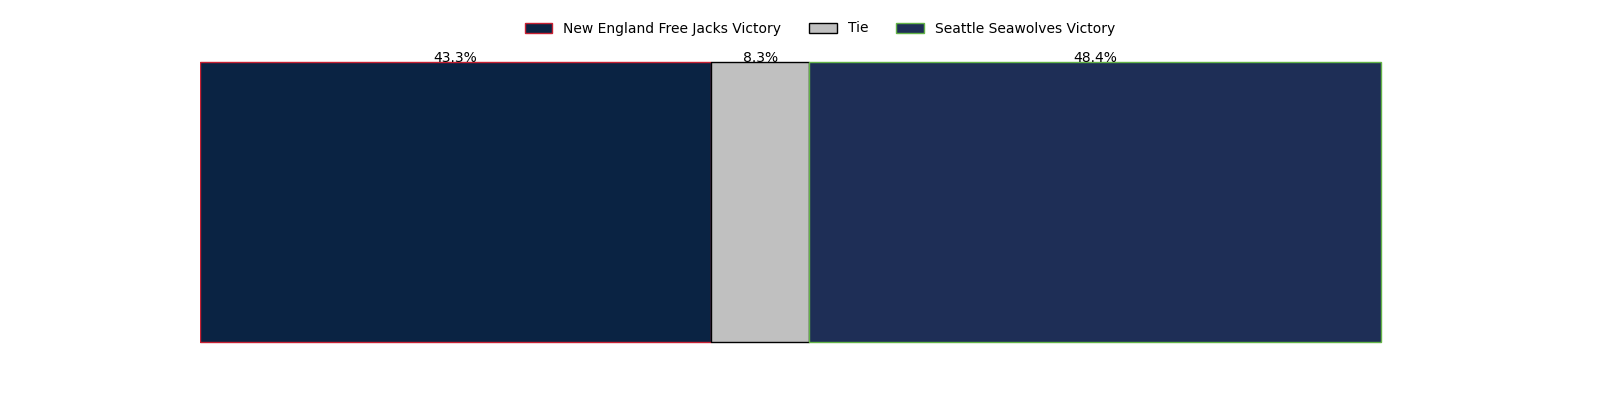 New England Free Jacks Victory Tie Seattle Seawolves Victory
43.3% 8.3% 48.4%